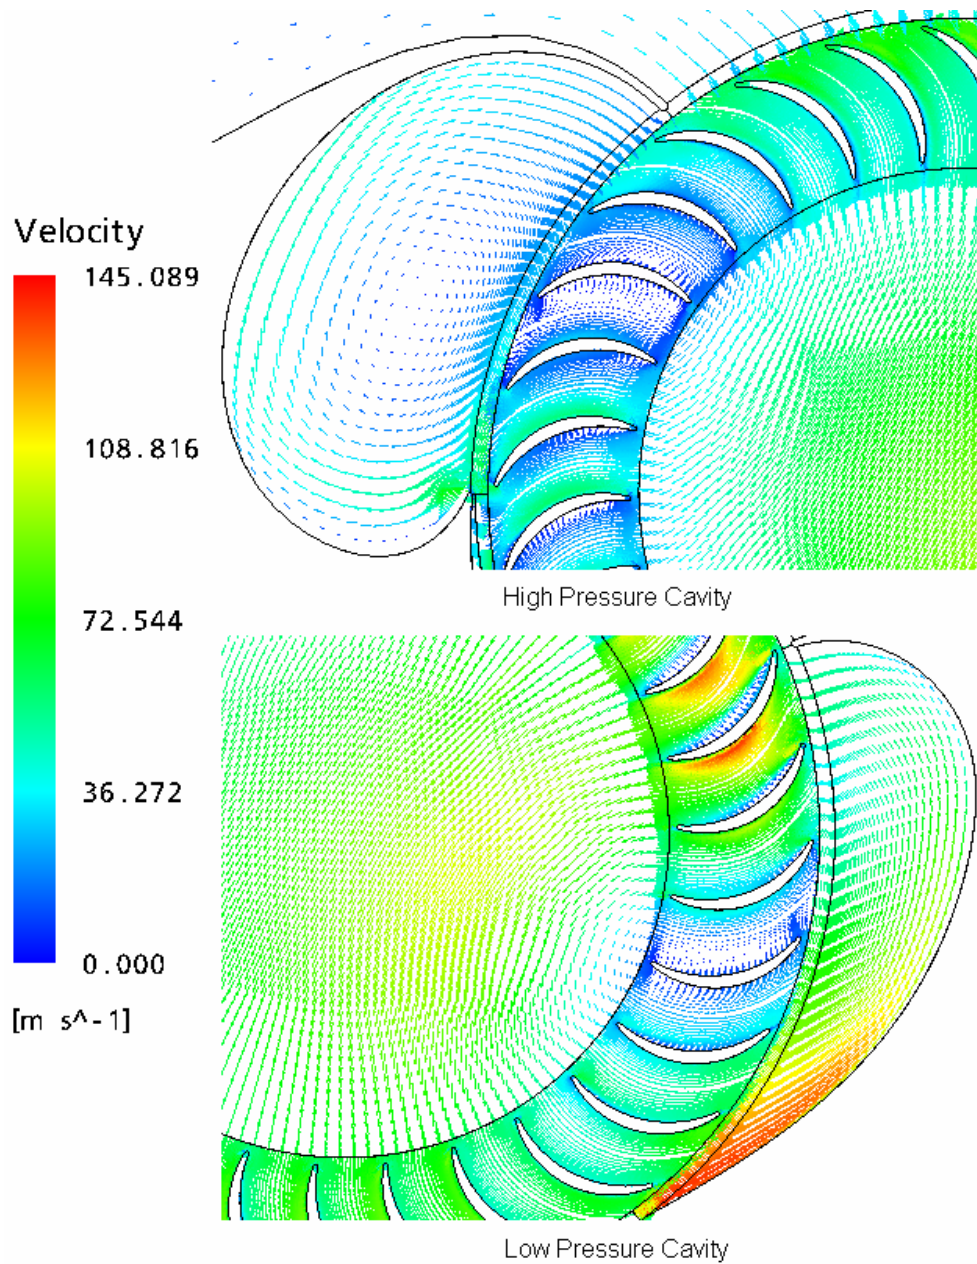 Velocity
145.089
108.816
72.544
36.272
0.000
[m s^-1]
High Pressure Cavity
Low Pressure Cavity